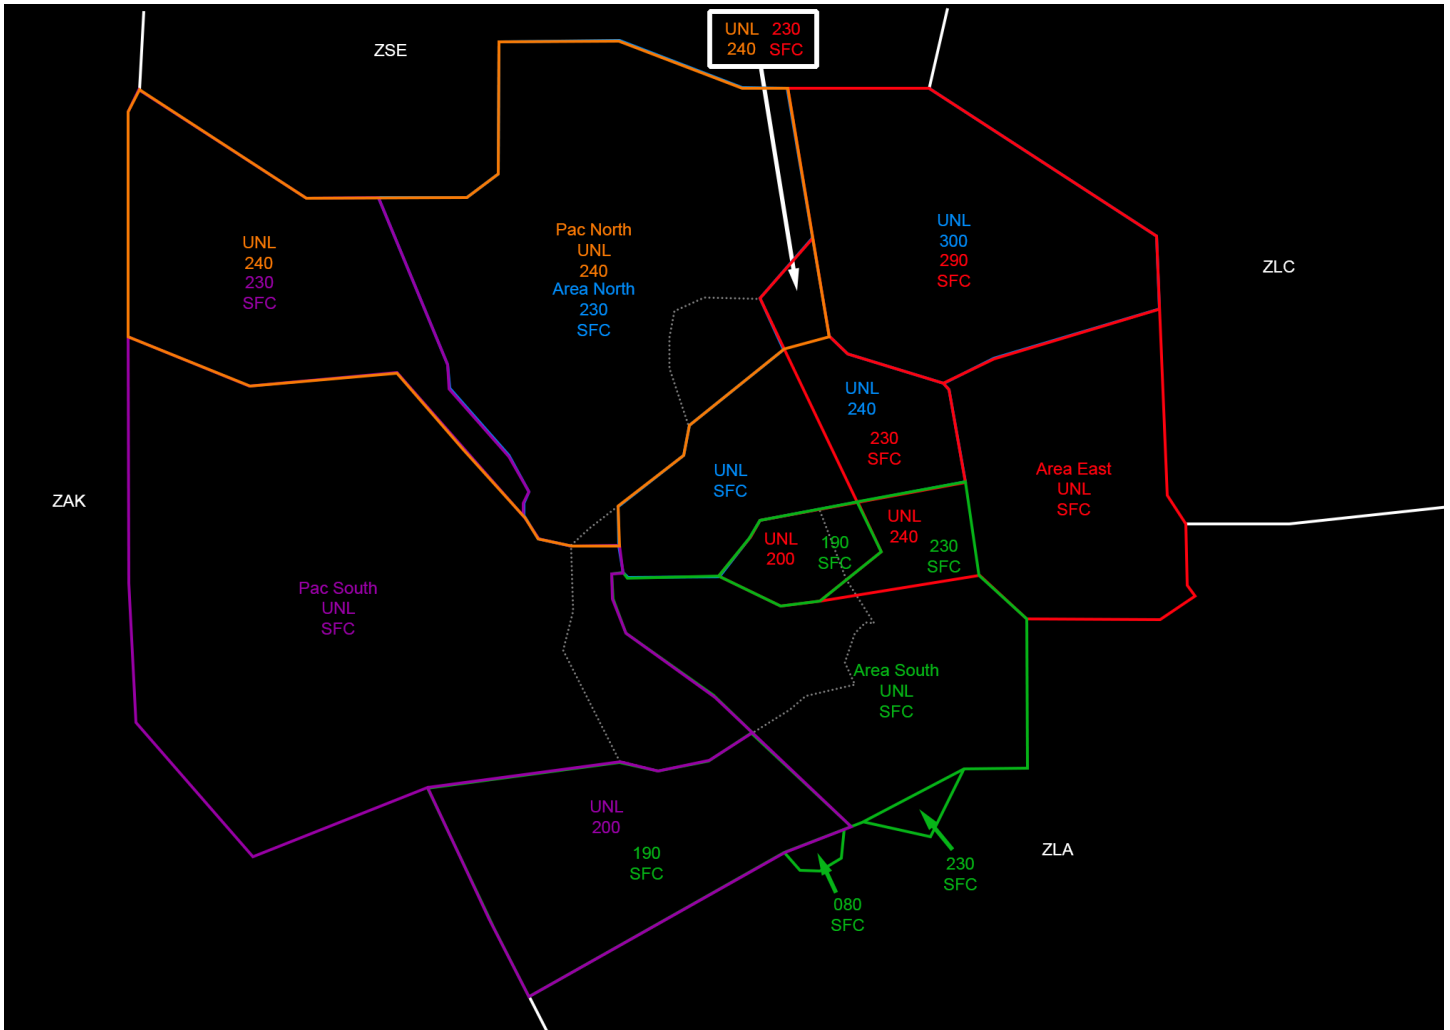 UNL 230
240 SFC
ZSE
UNL
240
230
SFC
Pac North
UNL
240
Area North
230
SFC
UNL
300
290
SFC
ZLC
UNL
240
230
SFC
UNL
SFC
Area East
UNL
SFC
ZAK
UNL
200
190
SFC
UNL
240
230
SFC
Pac South
UNL
SFC
Area South
UNL
SFC
UNL
200
190
SFC
ZLA
230
SFC
080
SFC